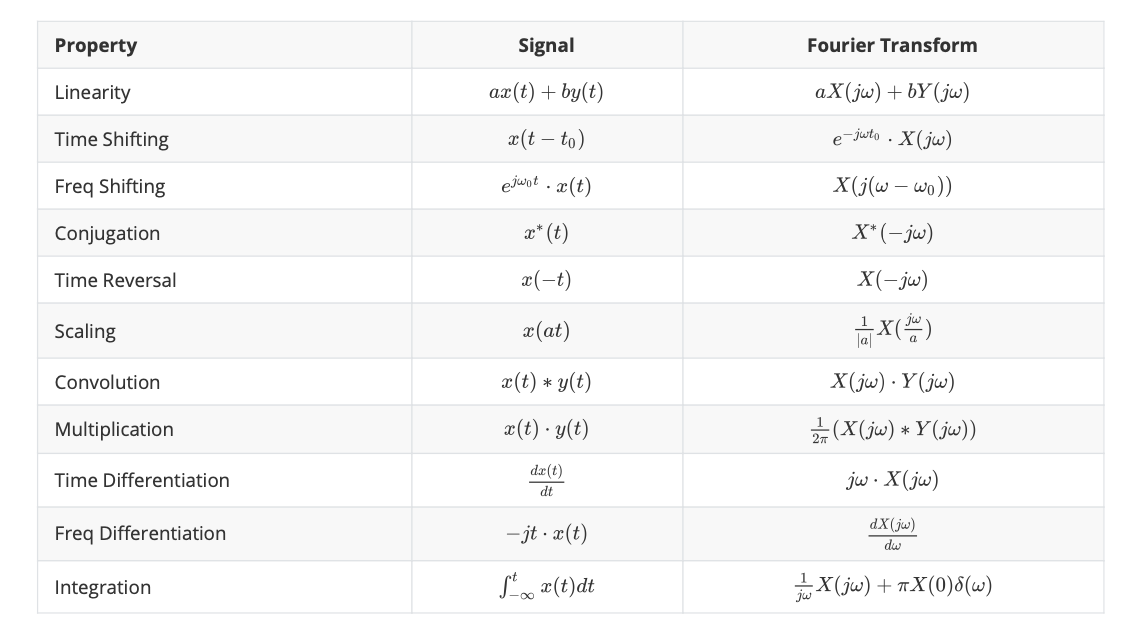 Property Signal Fourier Transform
Linearity $ax(t) + by(t)$ $aX(j\omega) + bY(j\omega)$
Time Shifting $x(t - t_0)$ $e^{-j\omega t_0} \cdot X(j\omega)$
Freq Shifting $e^{j\omega_0 t} \cdot x(t)$ $X(j(\omega - \omega_0))$
Conjugation $x^*(t)$ $X^*(-j\omega)$
Time Reversal $x(-t)$ $X(-j\omega)$
Scaling $x(at)$ $\frac{1}{|a|}X(\frac{j\omega}{a})$
Convolution $x(t) * y(t)$ $X(j\omega) \cdot Y(j\omega)$
Multiplication $x(t) \cdot y(t)$ $\frac{1}{2\pi}(X(j\omega) * Y(j\omega))$
Time Differentiation $\frac{dx(t)}{dt}$ $j\omega \cdot X(j\omega)$
Freq Differentiation $-jt \cdot x(t)$ $\frac{dX(j\omega)}{d\omega}$
Integration $\int_{-\infty}^{t} x(t)dt$ $\frac{1}{j\omega}X(j\omega) + \pi X(0)\delta(\omega)$